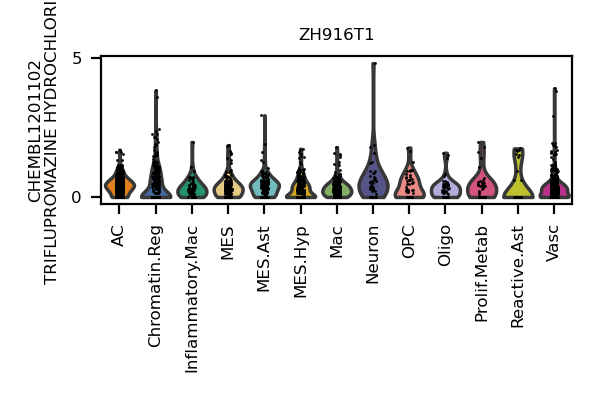 ZH916T1
CHEMBL1201102
TRIFLUPROMAZINE HYDROCHLORI
5
0
AC
Chromatin.Reg
Inflammatory.Mac
MES
MES.Ast
MES.Hyp
Mac
Neuron
OPC
Oligo
Prolif.Metab
Reactive.Ast
Vasc